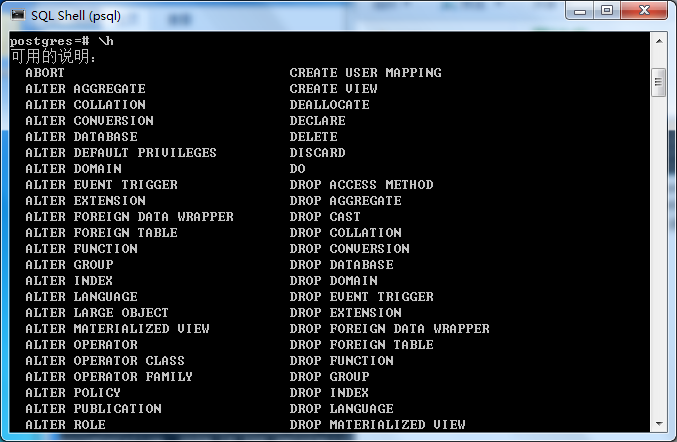 SQL Shell (psql)
postgres=# \h
可用的说明:
ABORT CREATE USER MAPPING
ALTER AGGREGATE CREATE VIEW
ALTER COLLATION DEALLOCATE
ALTER CONVERSION DECLARE
ALTER DATABASE DELETE
ALTER DEFAULT PRIVILEGES DISCARD
ALTER DOMAIN DO
ALTER EVENT TRIGGER DROP ACCESS METHOD
ALTER EXTENSION DROP AGGREGATE
ALTER FOREIGN DATA WRAPPER DROP CAST
ALTER FOREIGN TABLE DROP COLLATION
ALTER FUNCTION DROP CONVERSION
ALTER GROUP DROP DATABASE
ALTER INDEX DROP DOMAIN
ALTER LANGUAGE DROP EVENT TRIGGER
ALTER LARGE OBJECT DROP EXTENSION
ALTER MATERIALIZED VIEW DROP FOREIGN DATA WRAPPER
ALTER OPERATOR DROP FOREIGN TABLE
ALTER OPERATOR CLASS DROP FUNCTION
ALTER OPERATOR FAMILY DROP GROUP
ALTER POLICY DROP INDEX
ALTER PUBLICATION DROP LANGUAGE
ALTER ROLE DROP MATERIALIZED VIEW